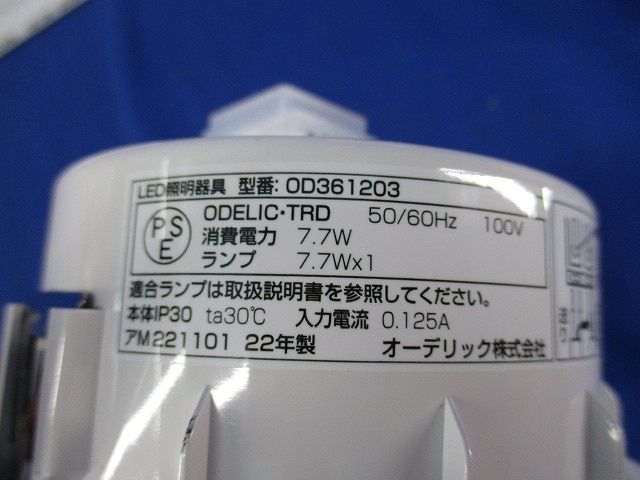 LED照明器具 型番: OD361203
PSE
ODELIC・TRD 50/60Hz 100V
消費電力 7.7W
ランプ 7.7Wx1
適合ランプは取扱説明書を参照してください。
本体IP30 ta30℃ 入力電流 0.125A
アM221101 22年製 オーデリック株式会社